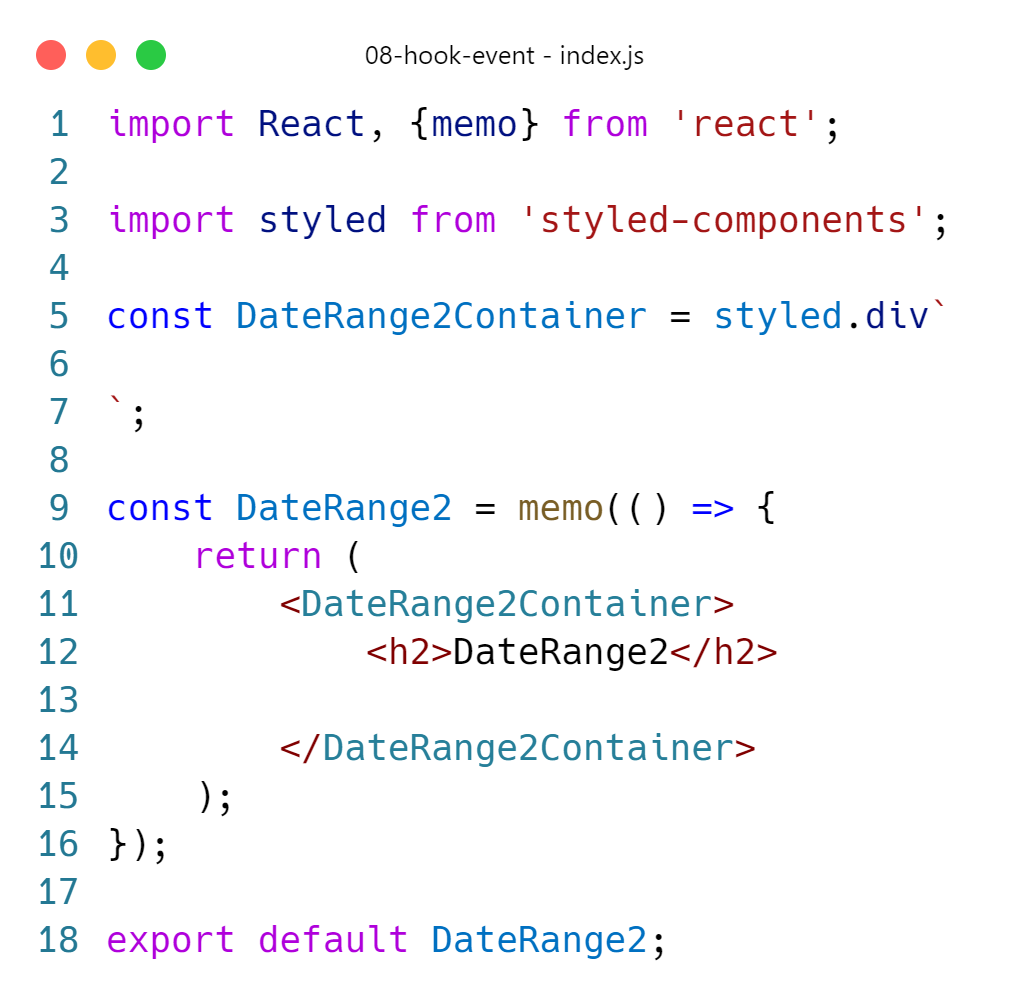 08-hook-event - index.js
1 import React, {memo} from 'react';
2
3 import styled from 'styled-components';
4
5 const DateRange2Container = styled.div`
6
7 `;
8
9 const DateRange2 = memo(() => {
10     return (
11         <DateRange2Container>
12             <h2>DateRange2</h2>
13
14         </DateRange2Container>
15     );
16 });
17
18 export default DateRange2;